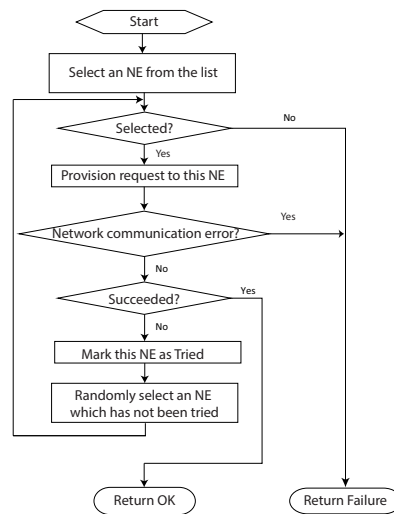 Start
Select an NE from the list
Selected?
No
Yes
Provision request to this NE
Network communication error?
Yes
No
Succeeded?
Yes
No
Mark this NE as Tried
Randomly select an NE
which has not been tried
Return OK
Return Failure